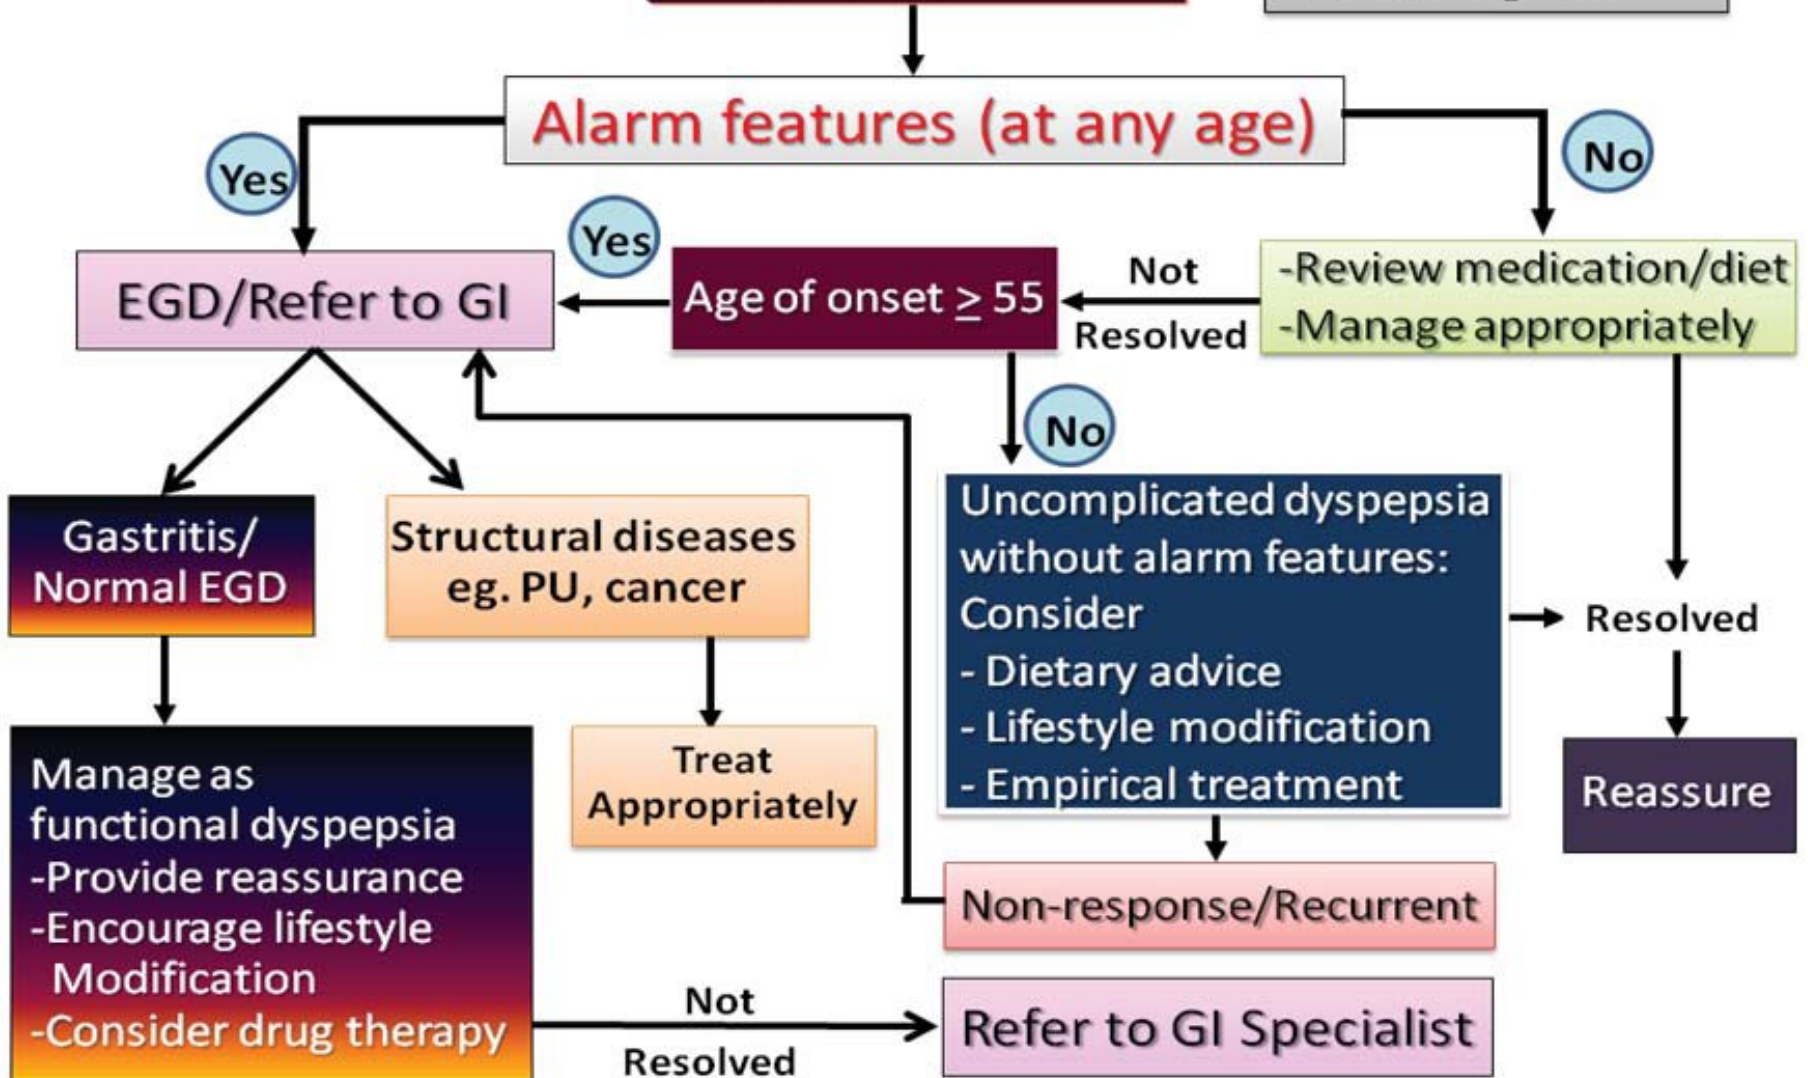 Alarm features (at any age)
Yes
No
EGD/Refer to GI
Yes
Age of onset ≥ 55
Not
Resolved
-Review medication/diet
-Manage appropriately
No
Gastritis/
Normal EGD
Structural diseases
eg. PU, cancer
Uncomplicated dyspepsia
without alarm features:
Consider
- Dietary advice
- Lifestyle modification
- Empirical treatment
Resolved
Manage as
functional dyspepsia
-Provide reassurance
-Encourage lifestyle
Modification
-Consider drug therapy
Treat
Appropriately
Reassure
Non-response/Recurrent
Not
Resolved
Refer to GI Specialist